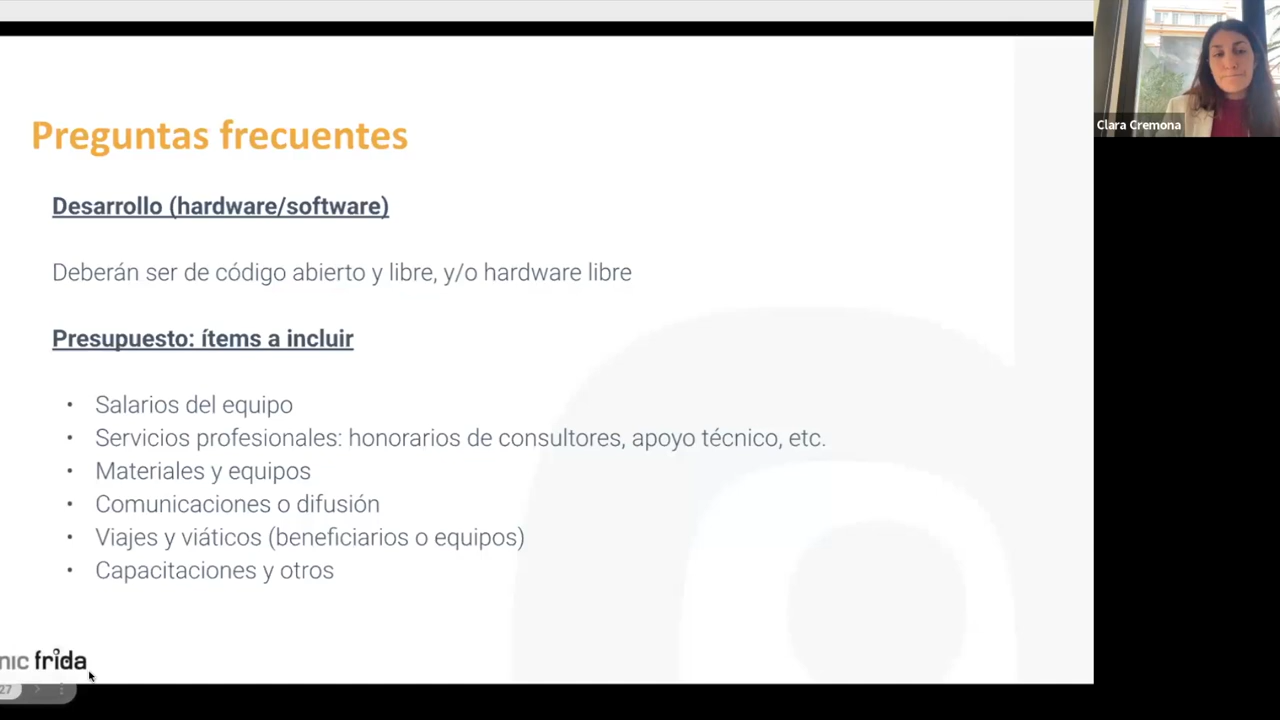 Preguntas frecuentes
Clara Cremona
Desarrollo (hardware/software)
Deberán ser de código abierto y libre, y/o hardware libre
Presupuesto: ítems a incluir
• Salarios del equipo
• Servicios profesionales: honorarios de consultores, apoyo técnico, etc.
• Materiales y equipos
• Comunicaciones o difusión
• Viajes y viáticos (beneficiarios o equipos)
• Capacitaciones y otros
nic frida
27